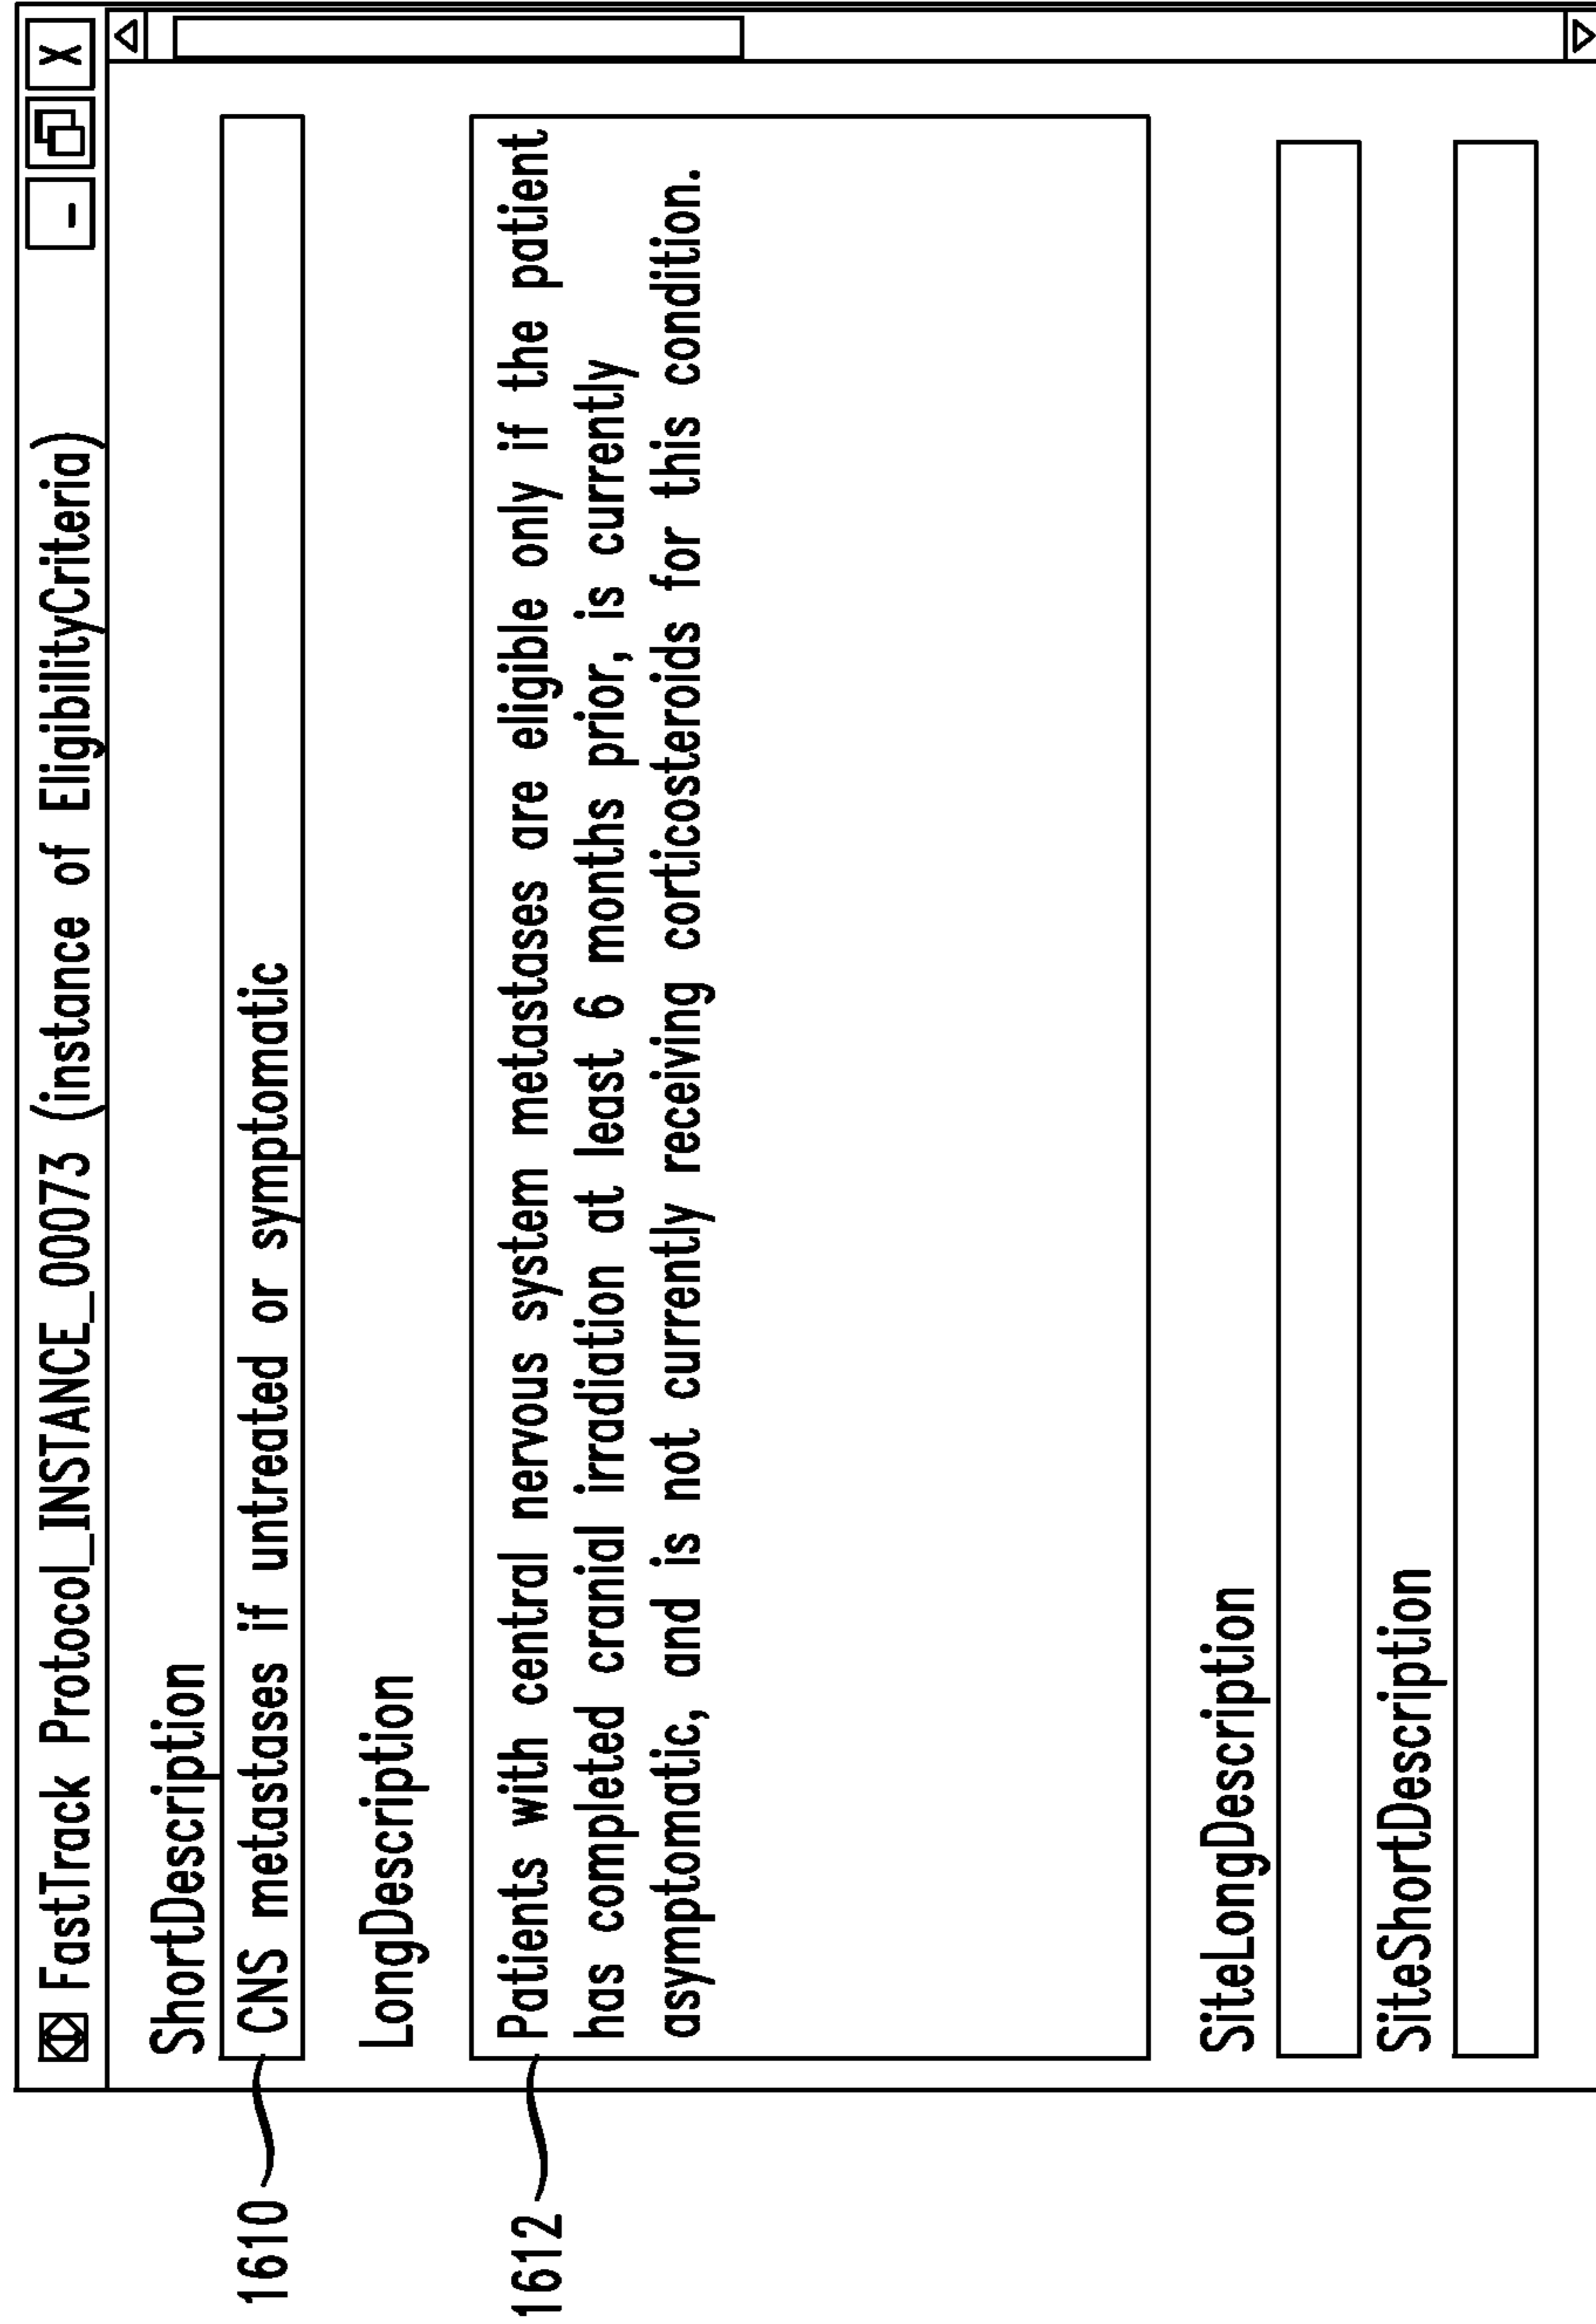 FastTrack Protocol_INSTANCE_00073 (instance of EligibilityCriteria)
- X
ShortDescription
1610
CNS metastases if untreated or symptomatic
LongDescription
1612
Patients with central nervous system metastases are eligible only if the patient
has completed cranial irradiation at least 6 months prior, is currently
asymptomatic, and is not currently receiving corticosteroids for this condition.
SiteLongDescription
SiteShortDescription